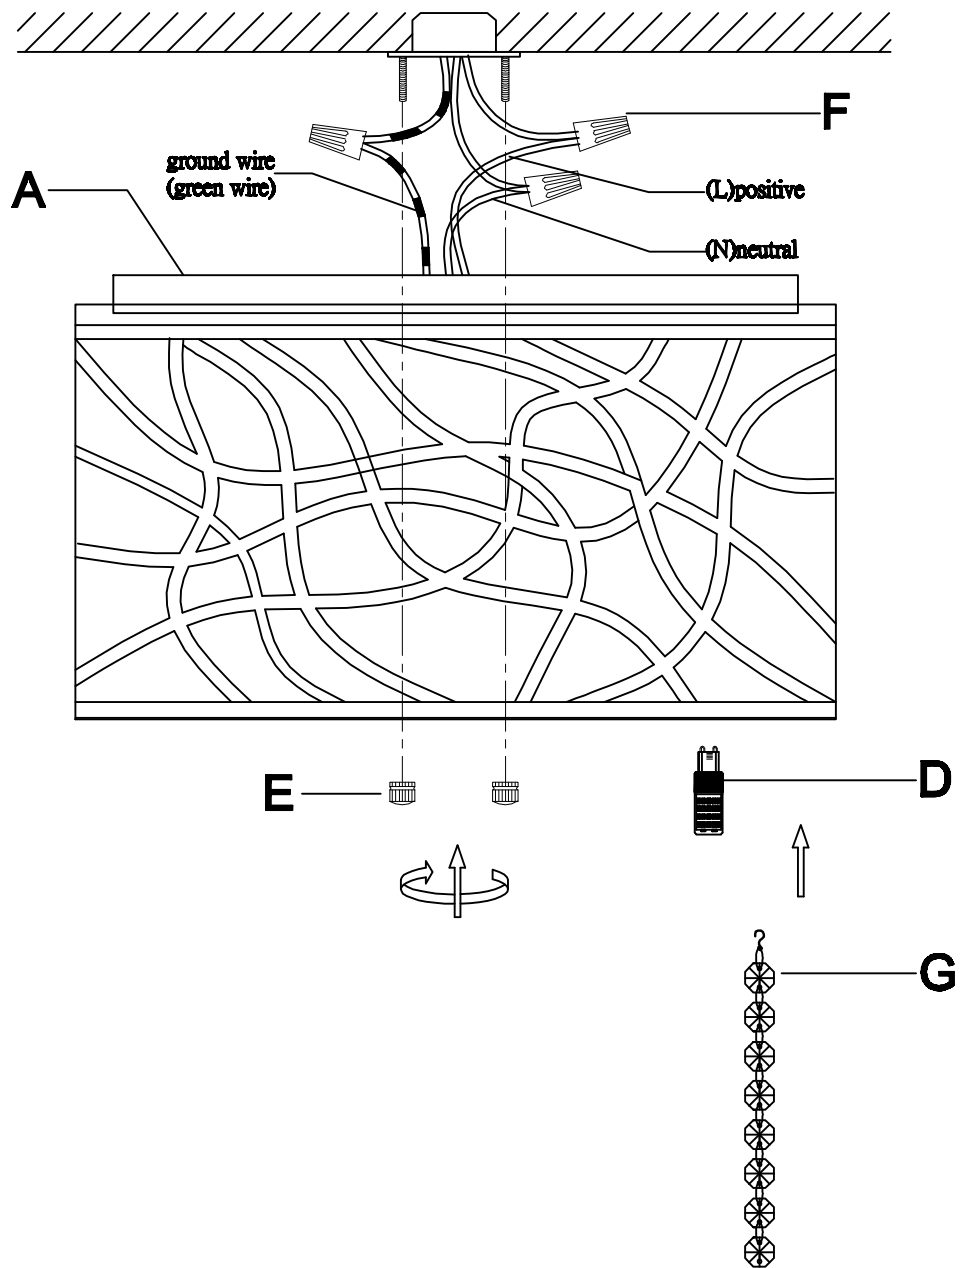 F
ground wire
(green wire)
A
(L)positive
(N)neutral
E
D
G